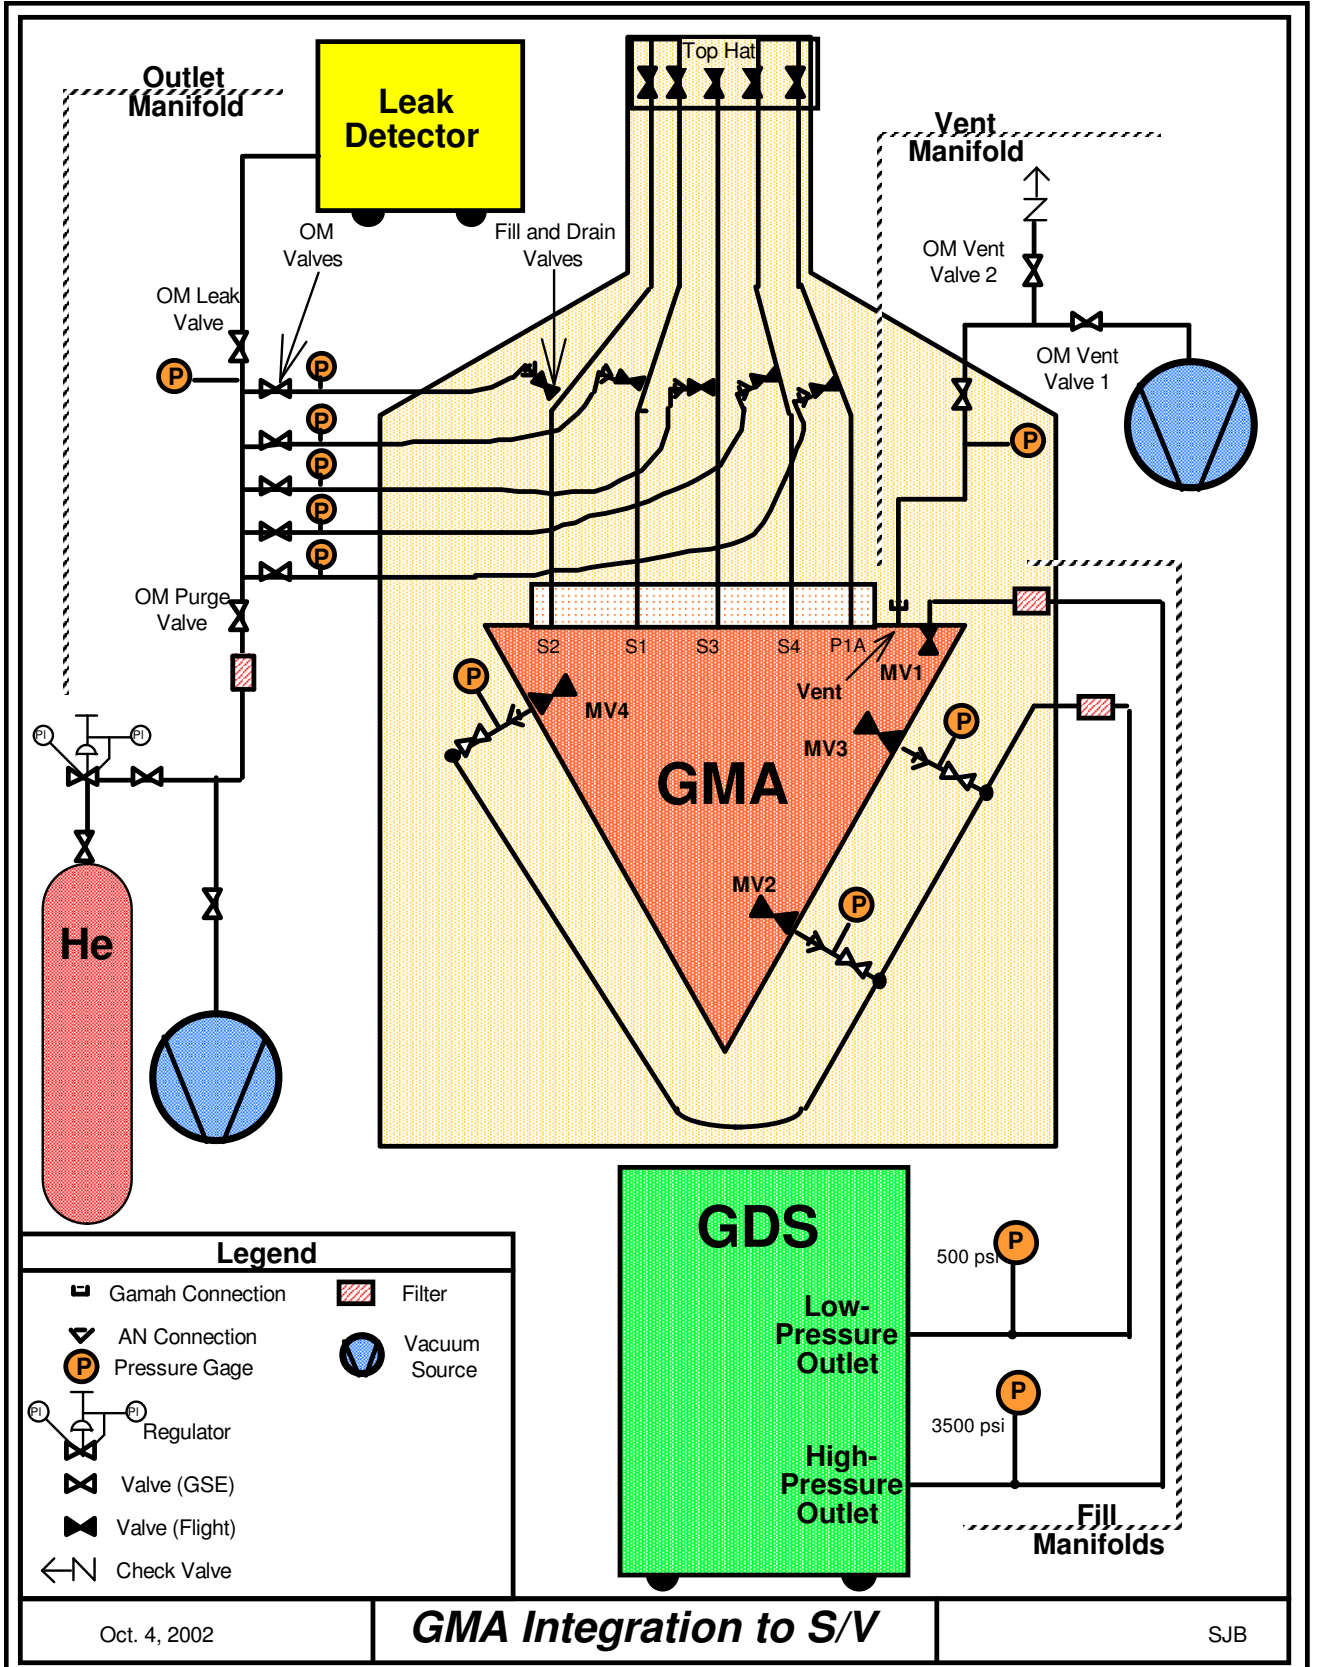 Outlet
Manifold
Leak
Detector
Top Hat
Vent
Manifold
OM
Valves
Fill and Drain
Valves
OM Vent
Valve 2
OM Leak
Valve
OM Vent
Valve 1
P
P
P
P
P
P
P
OM Purge
Valve
S2
S1
S3
S4
P1A
MV1
Vent
P
MV4
MV3
P
PI
PI
GMA
MV2
P
He
GDS
500 psi
P
Low-
Pressure
Outlet
3500 psi
P
High-
Pressure
Outlet
Fill
Manifolds
Legend
Gamah Connection
Filter
AN Connection
Vacuum
Source
P
Pressure Gage
PI
PI
Regulator
Valve (GSE)
Valve (Flight)
Check Valve
Oct. 4, 2002
GMA Integration to S/V
SJB